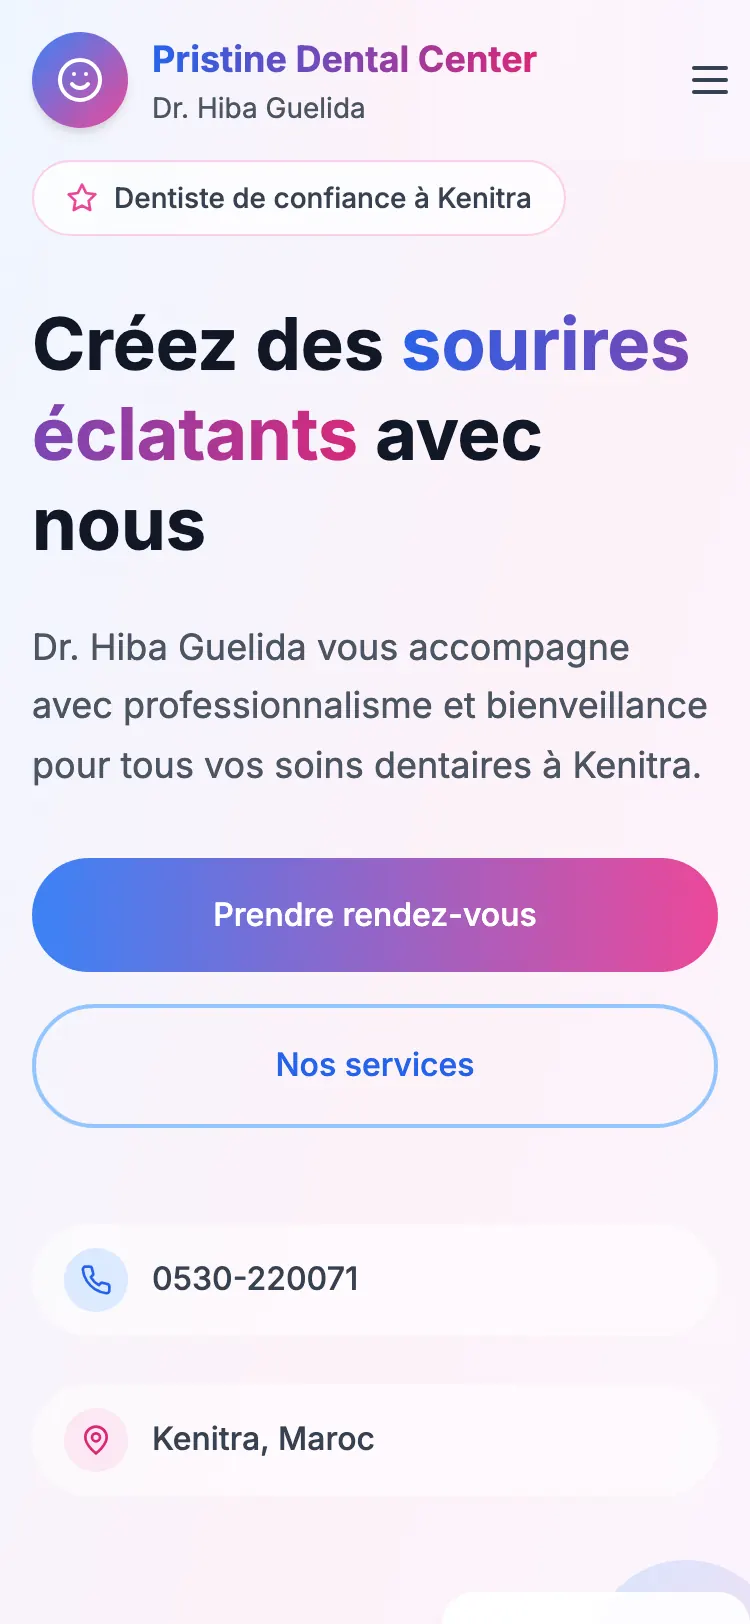 Pristine Dental Center
Dr. Hiba Guelida
Dentiste de confiance à Kenitra
Créez des sourires
éclatants avec
nous
Dr. Hiba Guelida vous accompagne
avec professionnalisme et bienveillance
pour tous vos soins dentaires à Kenitra.
Prendre rendez-vous
Nos services
0530-220071
Kenitra, Maroc